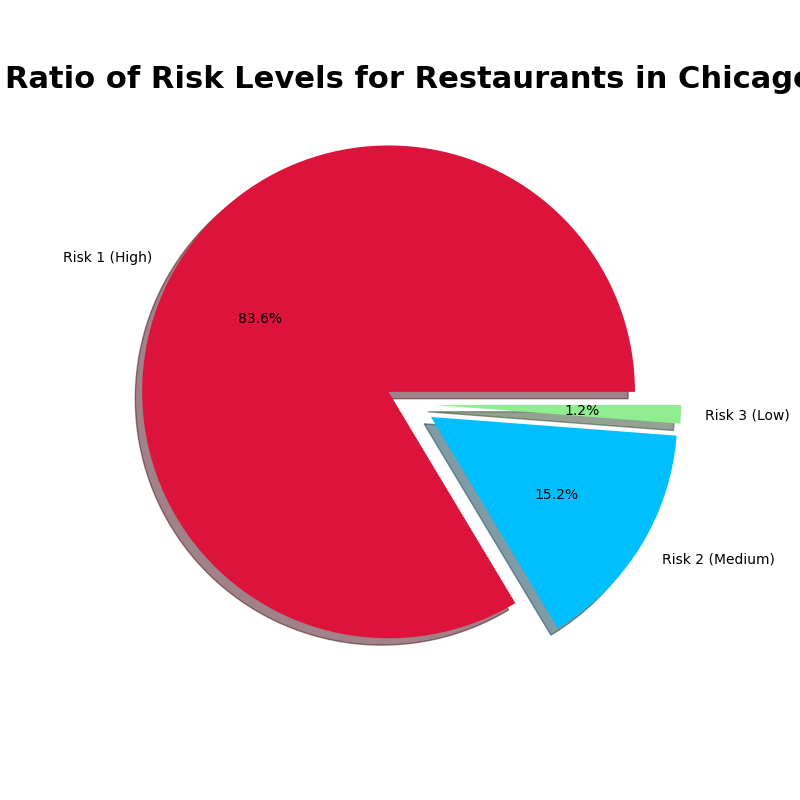 Ratio of Risk Levels for Restaurants in Chicago
Risk 1 (High)
83.6%
1.2%
Risk 3 (Low)
15.2%
Risk 2 (Medium)